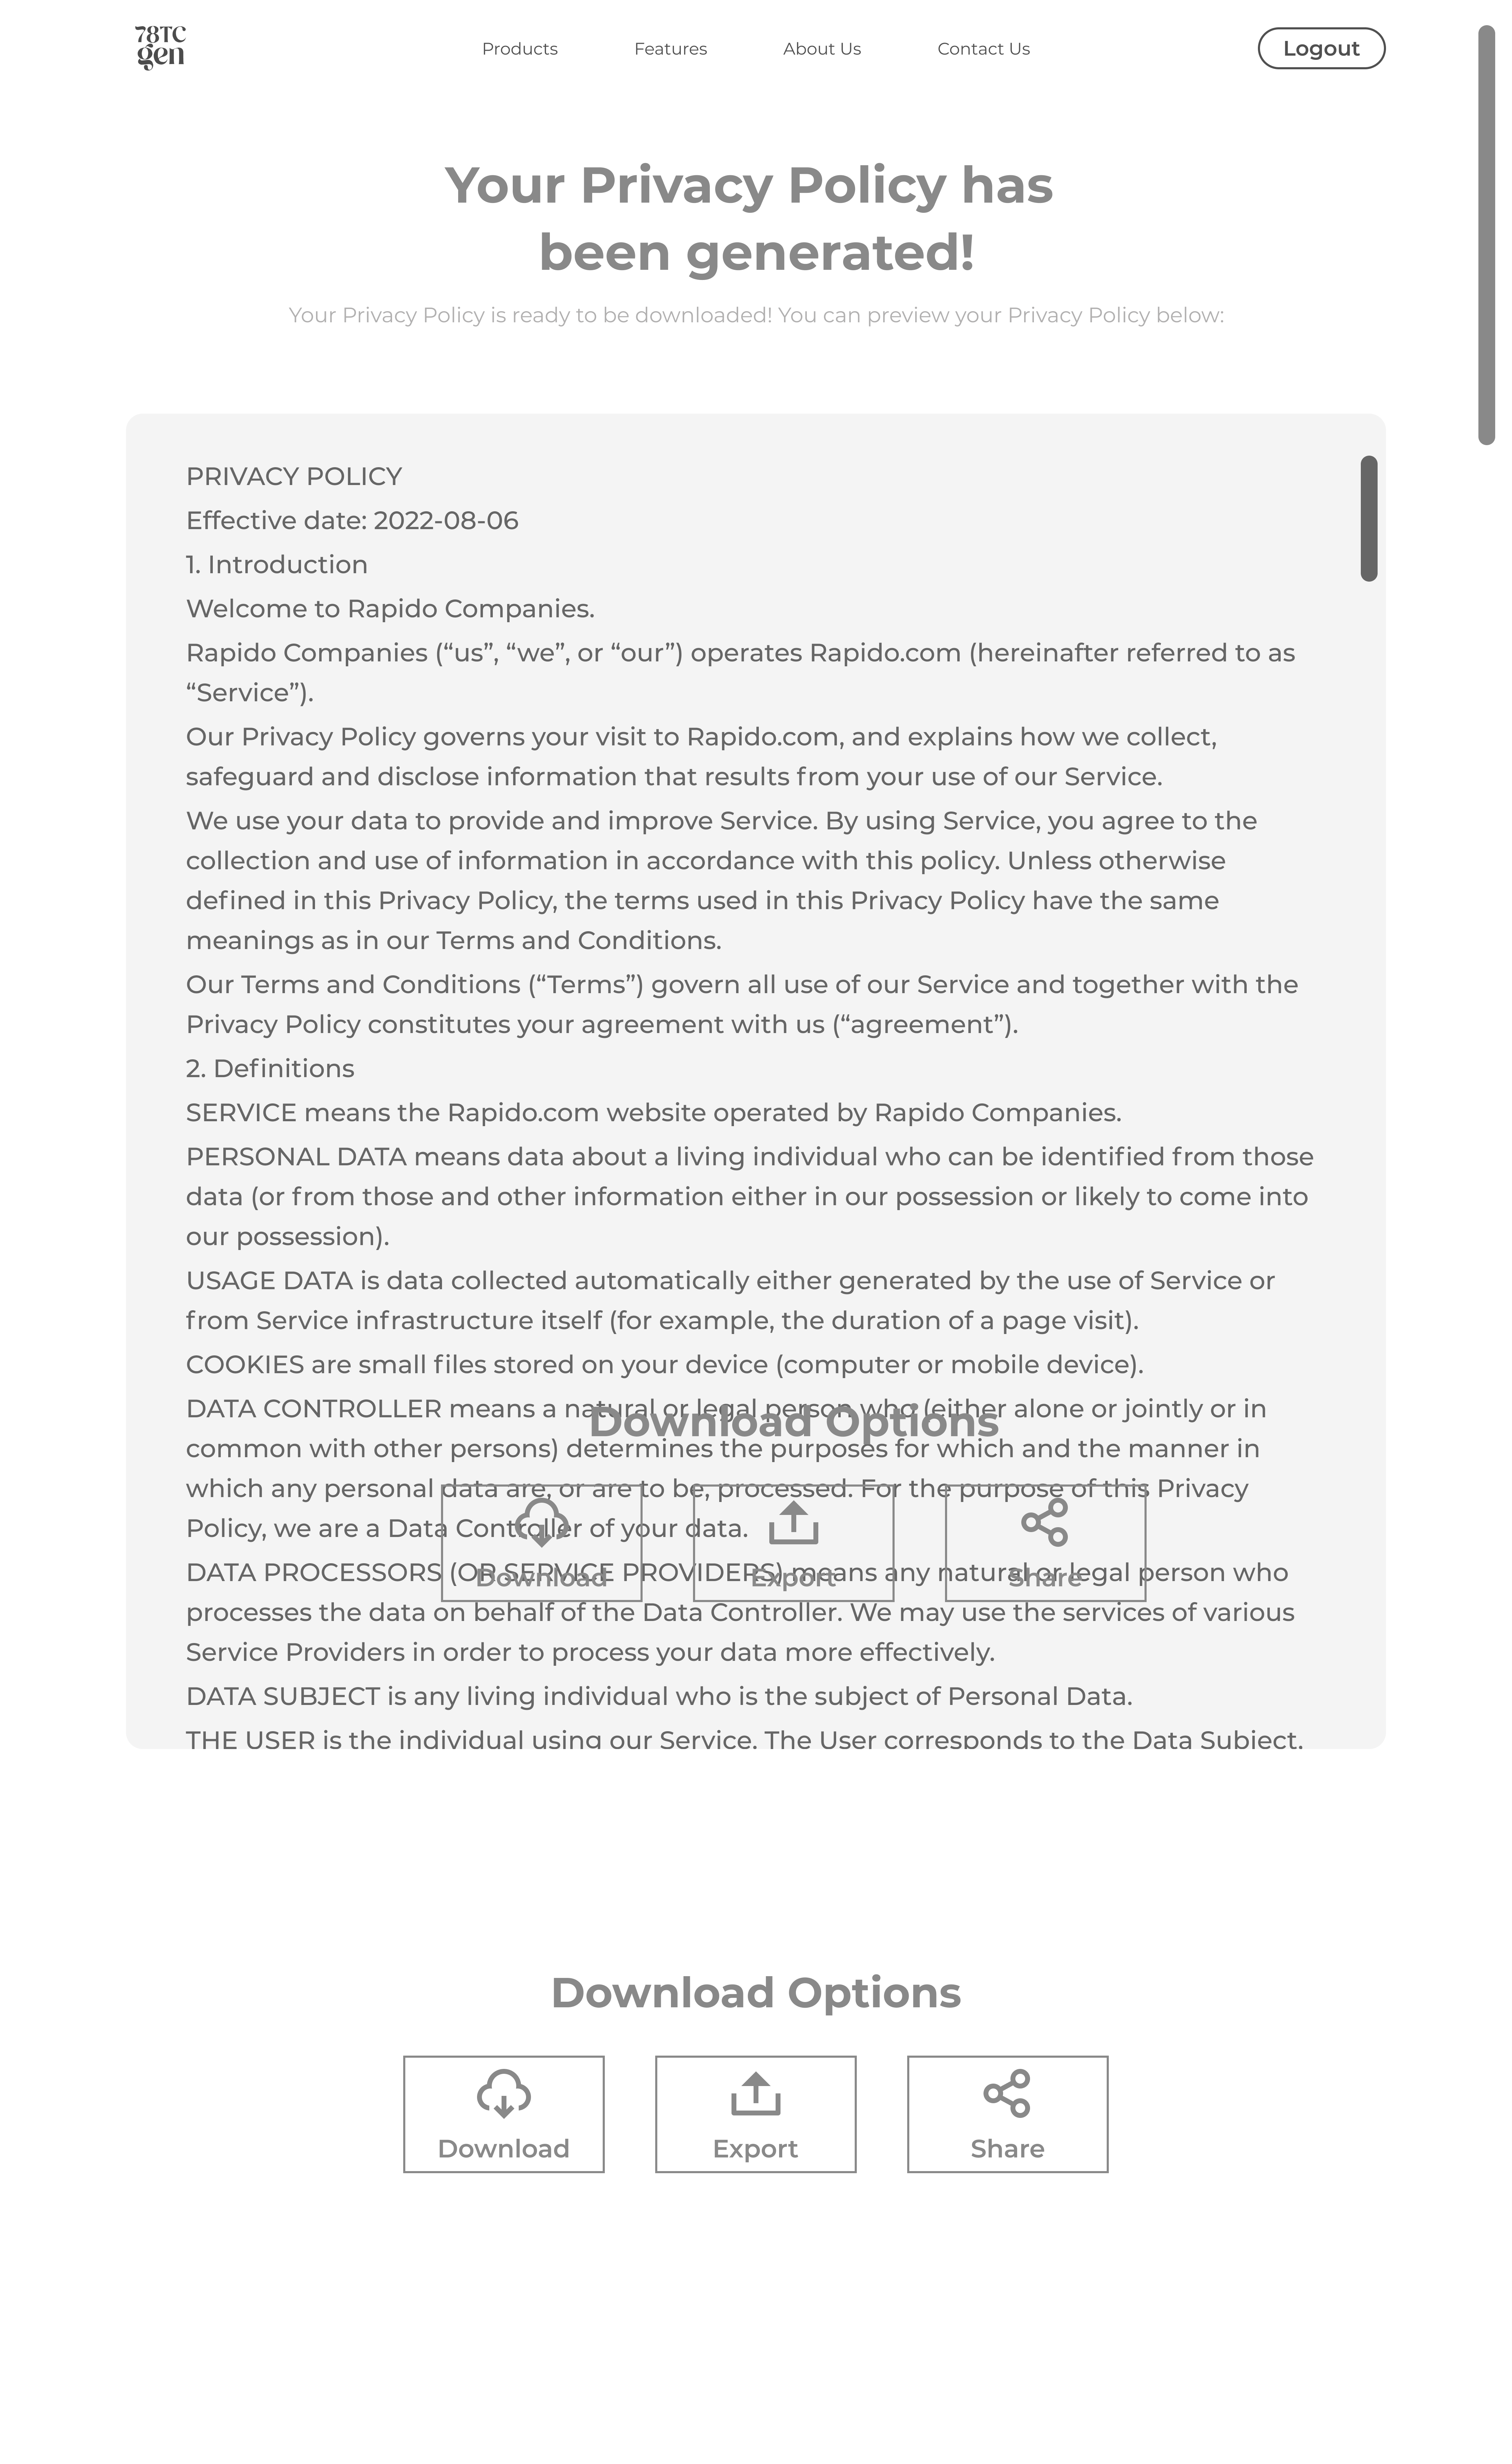 78TC
gen
Products
Features
About Us
Contact Us
Logout
Your Privacy Policy has
been generated!
Your Privacy Policy is ready to be downloaded! You can preview your Privacy Policy below:
PRIVACY POLICY
Effective date: 2022-08-06
1. Introduction
Welcome to Rapido Companies.
Rapido Companies (“us”, “we”, or “our”) operates Rapido.com (hereinafter referred to as
“Service”).
Our Privacy Policy governs your visit to Rapido.com, and explains how we collect,
safeguard and disclose information that results from your use of our Service.
We use your data to provide and improve Service. By using Service, you agree to the
collection and use of information in accordance with this policy. Unless otherwise
defined in this Privacy Policy, the terms used in this Privacy Policy have the same
meanings as in our Terms and Conditions.
Our Terms and Conditions (“Terms”) govern all use of our Service and together with the
Privacy Policy constitutes your agreement with us (“agreement”).
2. Definitions
SERVICE means the Rapido.com website operated by Rapido Companies.
PERSONAL DATA means data about a living individual who can be identified from those
data (or from those and other information either in our possession or likely to come into
our possession).
USAGE DATA is data collected automatically either generated by the use of Service or
from Service infrastructure itself (for example, the duration of a page visit).
COOKIES are small files stored on your device (computer or mobile device).
DATA CONTROLLER means a natural or legal person who (either alone or jointly or in
Download Options
common with other persons) determines the purposes for which and the manner in
which any personal data are, or are to be, processed. For the purpose of this Privacy
Policy, we are a Data Controller of your data.
DATA PROCESSORS (OR SERVICE PROVIDERS) means any natural or legal person who
Download
Export
Share
processes the data on behalf of the Data Controller. We may use the services of various
Service Providers in order to process your data more effectively.
DATA SUBJECT is any living individual who is the subject of Personal Data.
THE USER is the individual using our Service. The User corresponds to the Data Subject.
Download Options
Download
Export
Share